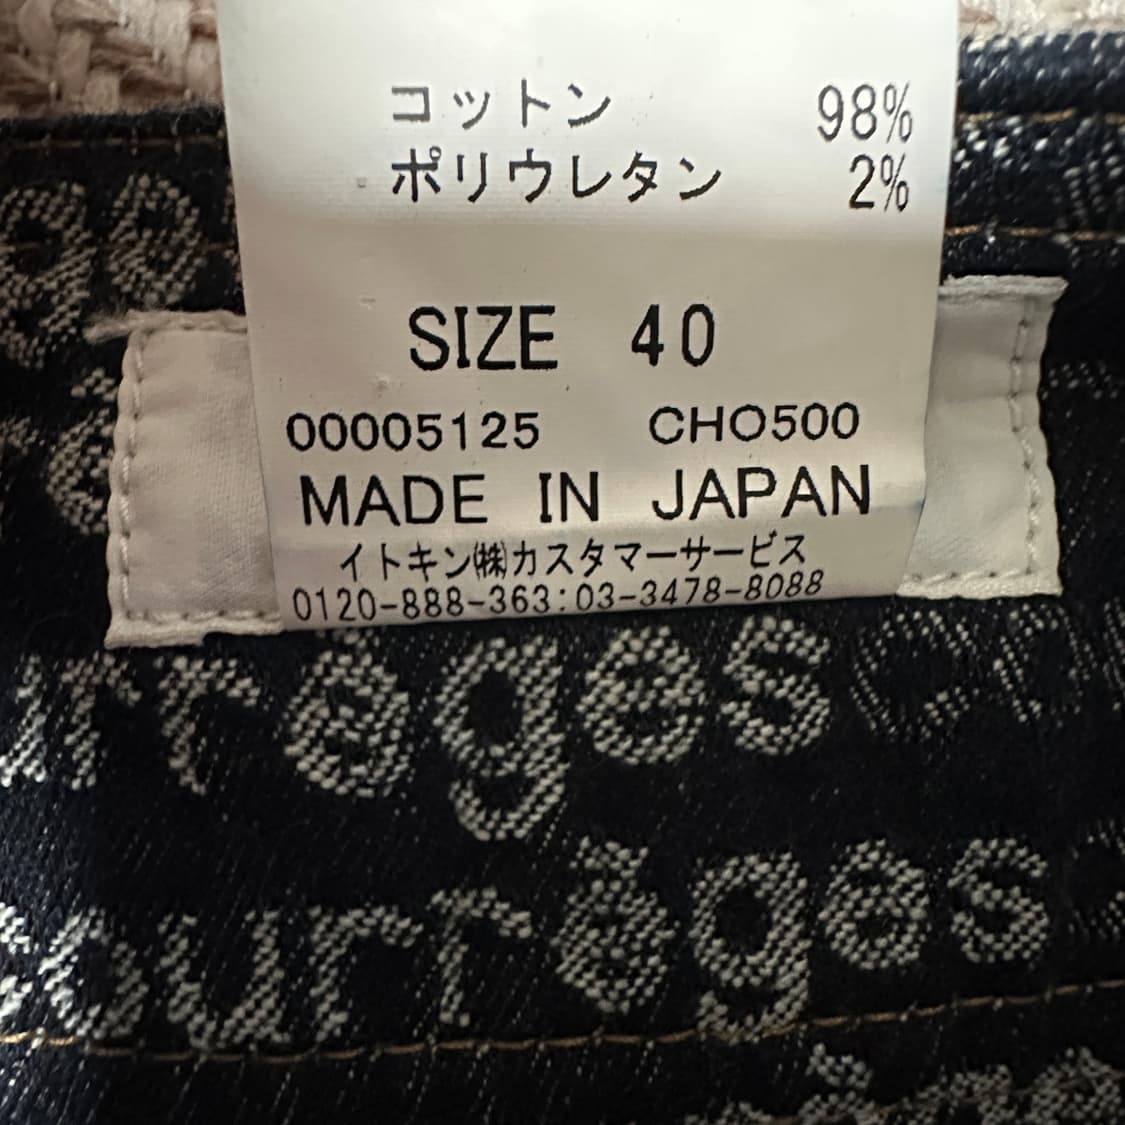 コットン 98%
ポリウレタン 2%
SIZE 40
00005125 CHO500
MADE IN JAPAN
イトキン㈱カスタマーサービス
0120-888-363:03-3478-8088
urrèges
courrèges